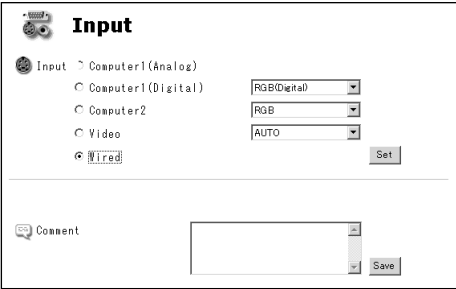 Input
Input Computer1(Analog)
Computer1(Digital) RGB(Digital)
Computer2 RGB
Video AUTO
Wired Set
Comment
Save